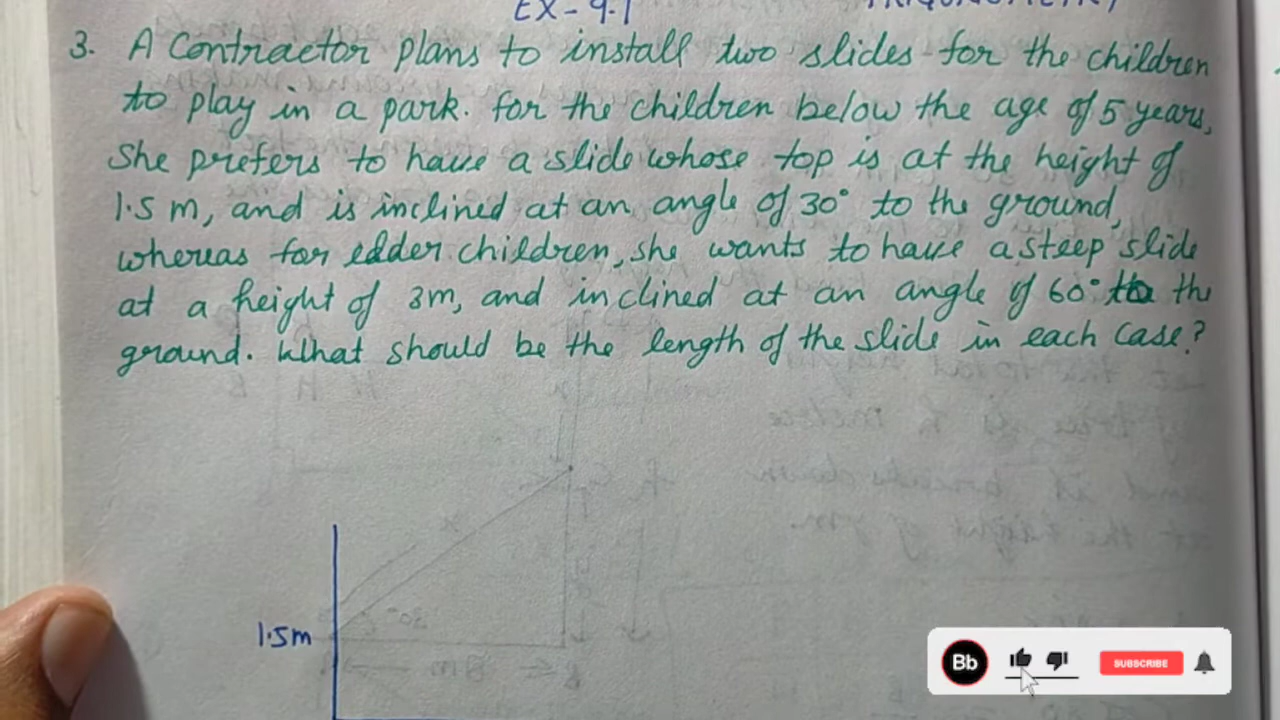 EX-9.1
TRIGONOMETRY
3. A Contractor plans to install two slides for the children
to play in a park. for the children below the age of 5 years,
She prefers to have a slide whose top is at the height of
1.5 m, and is inclined at an angle of 30° to the ground,
whereas for edder children, she wants to have a steep slide
at a height of 3m, and inclined at an angle of 60° to the
ground. What should be the length of the slide in each case?
1.5m
Bb
SUBSCRIBE